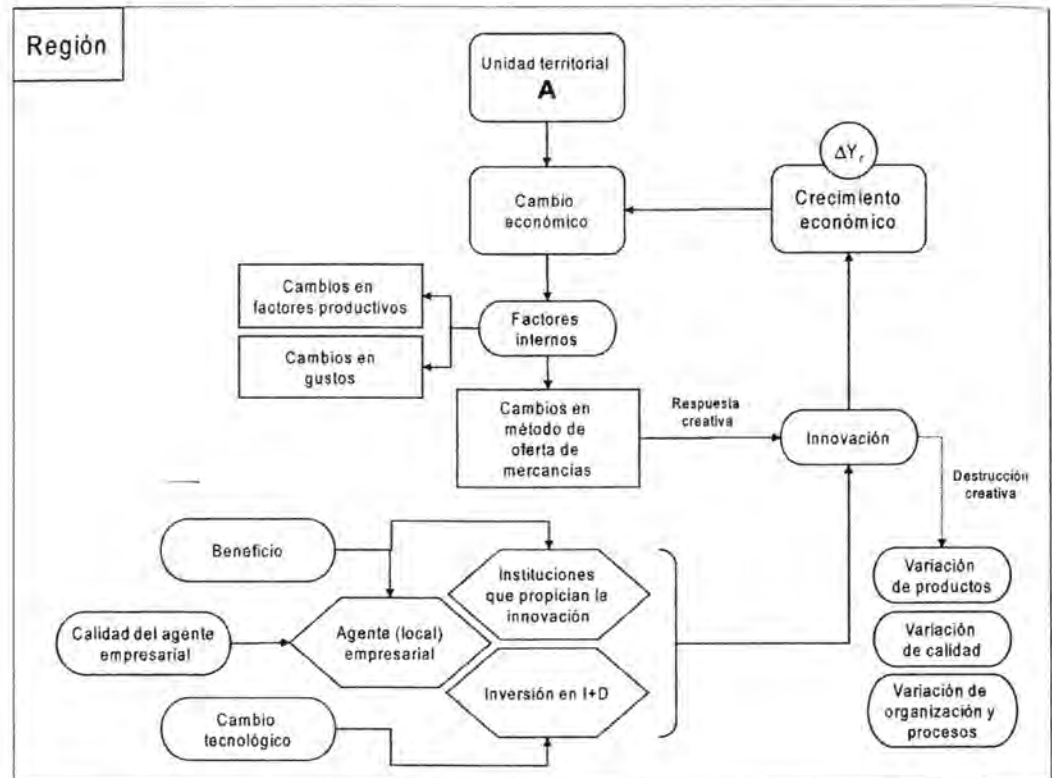 Región
Unidad territorial
A
ΔYr
Cambio
económico
Crecimiento
económico
Cambios en
factores productivos
Factores
internos
Cambios en
gustos
Cambios en
método de
oferta de
mercancías
Respuesta
creativa
Innovación
Destrucción
creativa
Beneficio
Instituciones
que propician la
innovación
Variación
de productos
Calidad del agente
empresarial
Agente (local)
empresarial
Variación
de calidad
Inversión en I+D
Cambio
tecnológico
Variación de
organización y
procesos